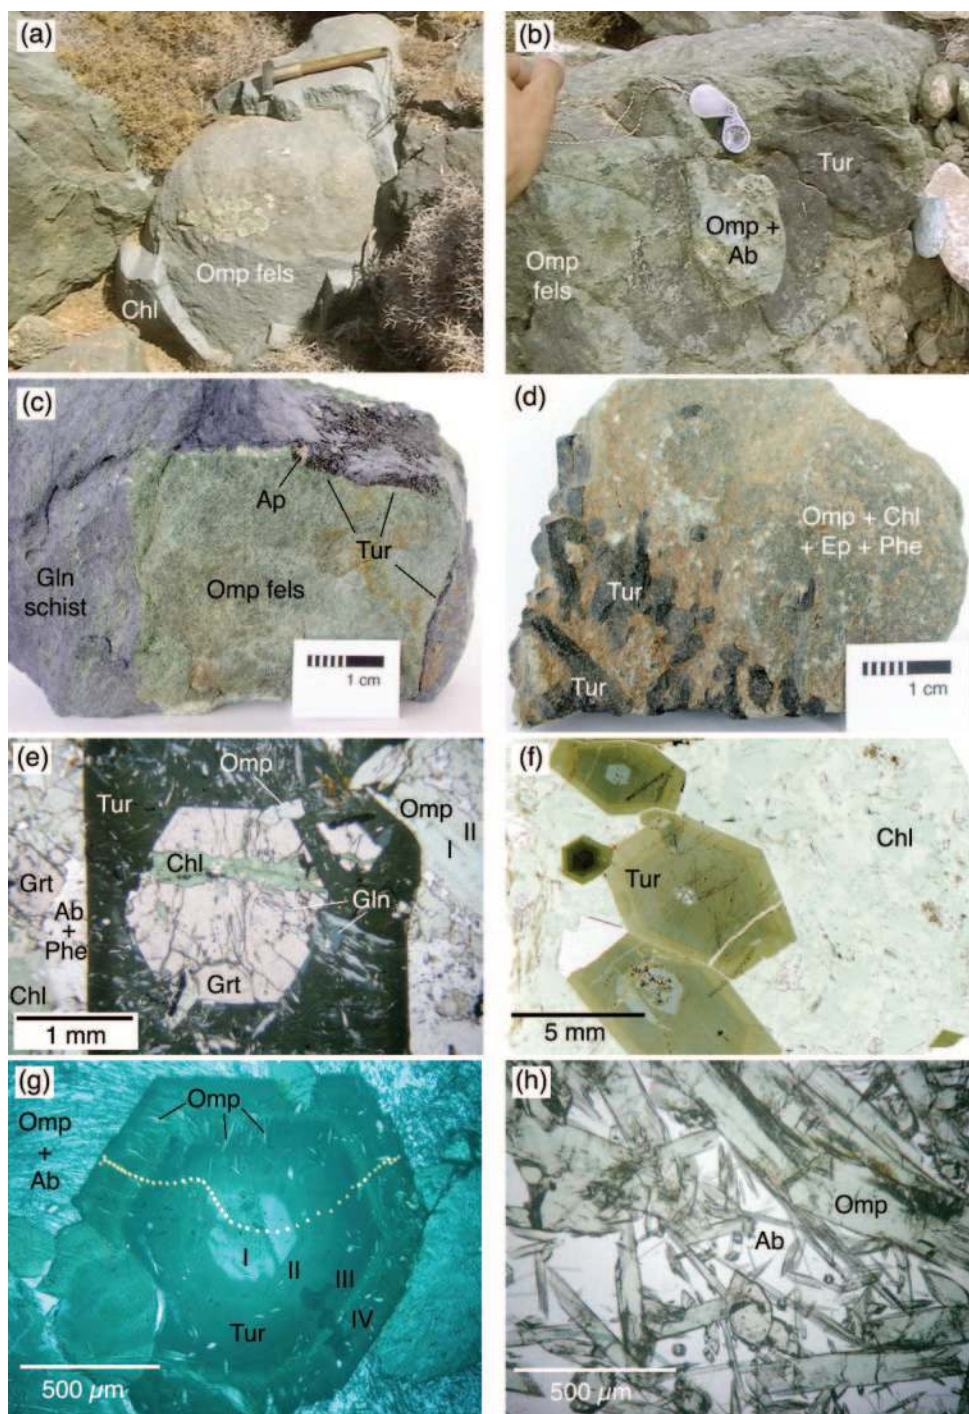 (a)
Omp fels
Chl
(b)
Tur
Omp +
Ab
Omp
fels
(c)
Ap
Tur
Gln
schist
Omp fels
1 cm
(d)
Omp + Chl
+ Ep + Phe
Tur
Tur
1 cm
(e)
Omp
Tur
Omp
II
I
Chl
Grt
Gln
Ab
+
Phe
Grt
Chl
1 mm
(f)
Chl
Tur
5 mm
(g)
Omp
Omp
+
Ab
I
II
III
IV
Tur
500 µm
(h)
Omp
Ab
500 µm